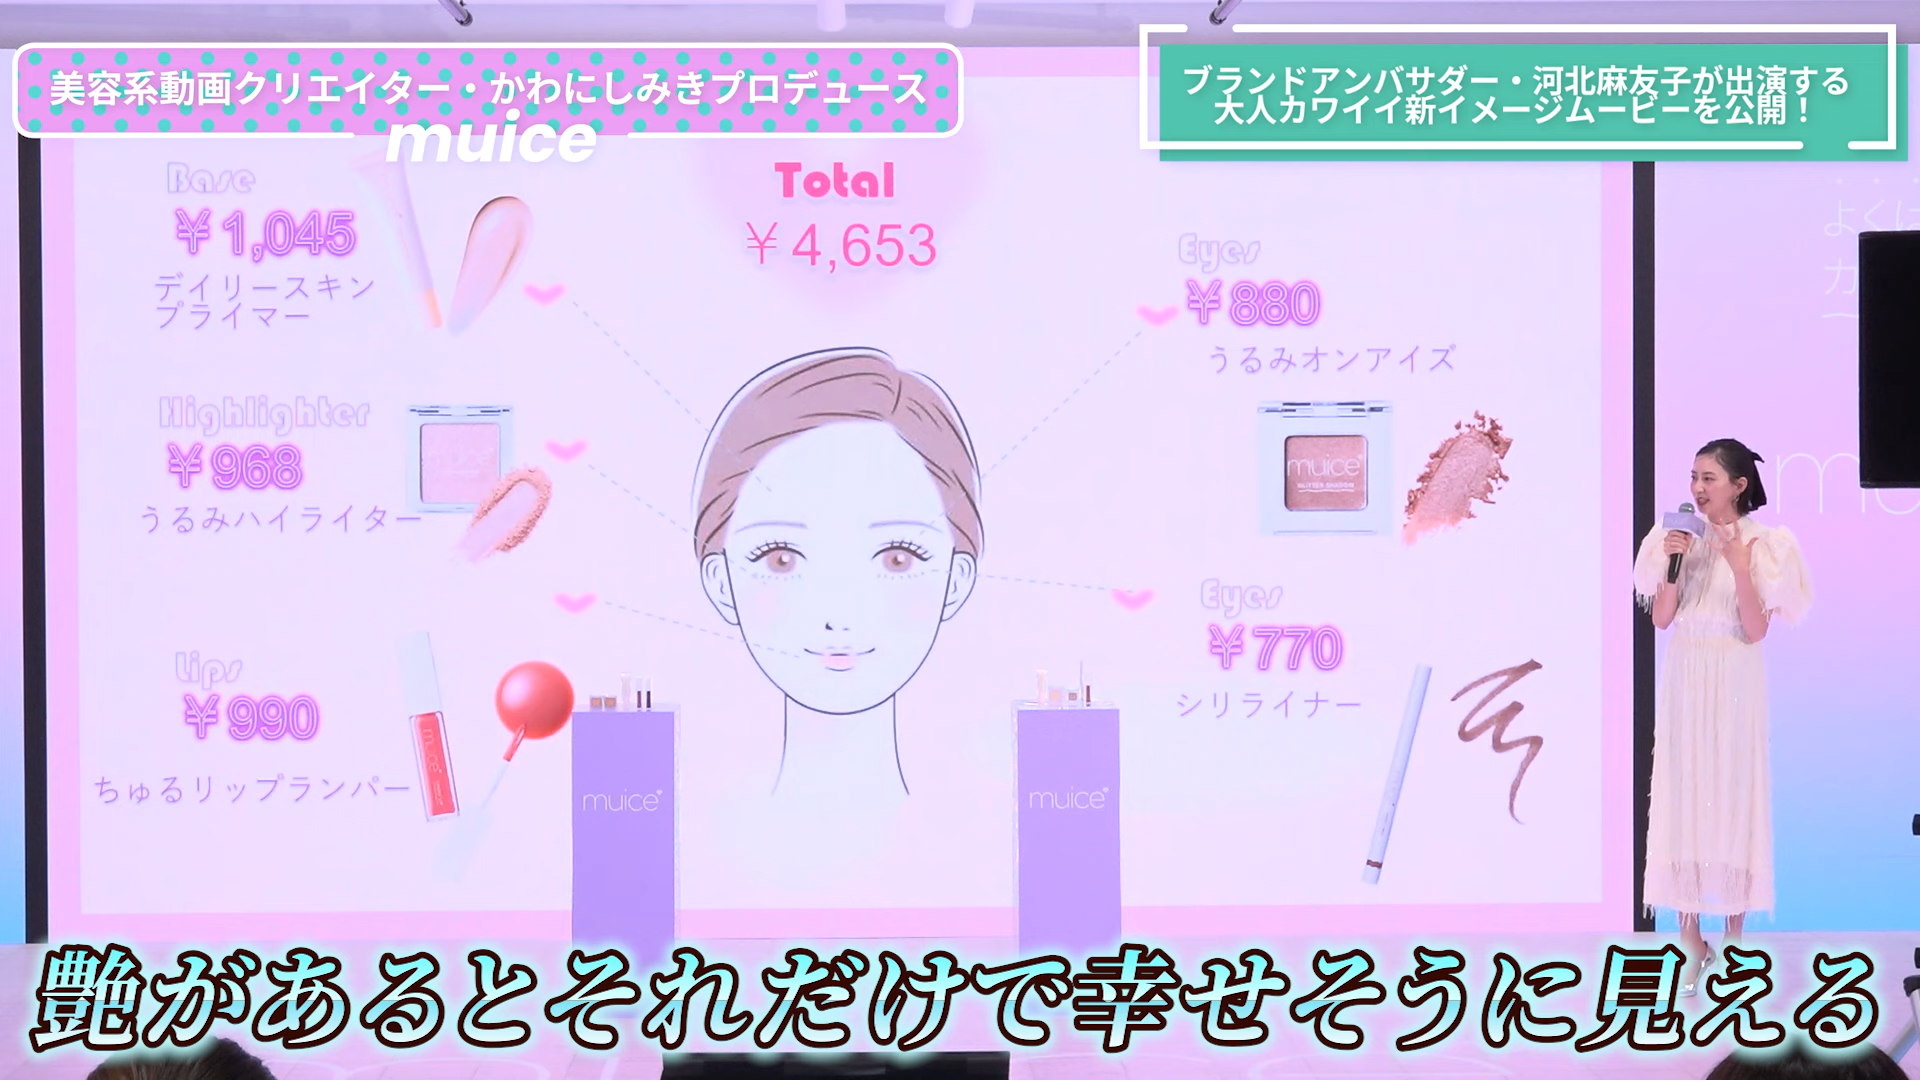 美容系動画クリエイター・かわにしみきプロデュース
muice
ブランドアンバサダー・河北麻友子が出演する
大人カワイイ新イメージムービーを公開！
Base
￥1,045
デイリースキン
プライマー
Total
￥4,653
Eyes
￥880
うるみオンアイズ
Highlighter
￥968
うるみハイライター
muice
Eyes
￥770
シリライナー
Lips
￥990
ちゅるリップランパー
muice
muice
muice
よくば
カ
艶があるとそれだけで幸せそうに見える